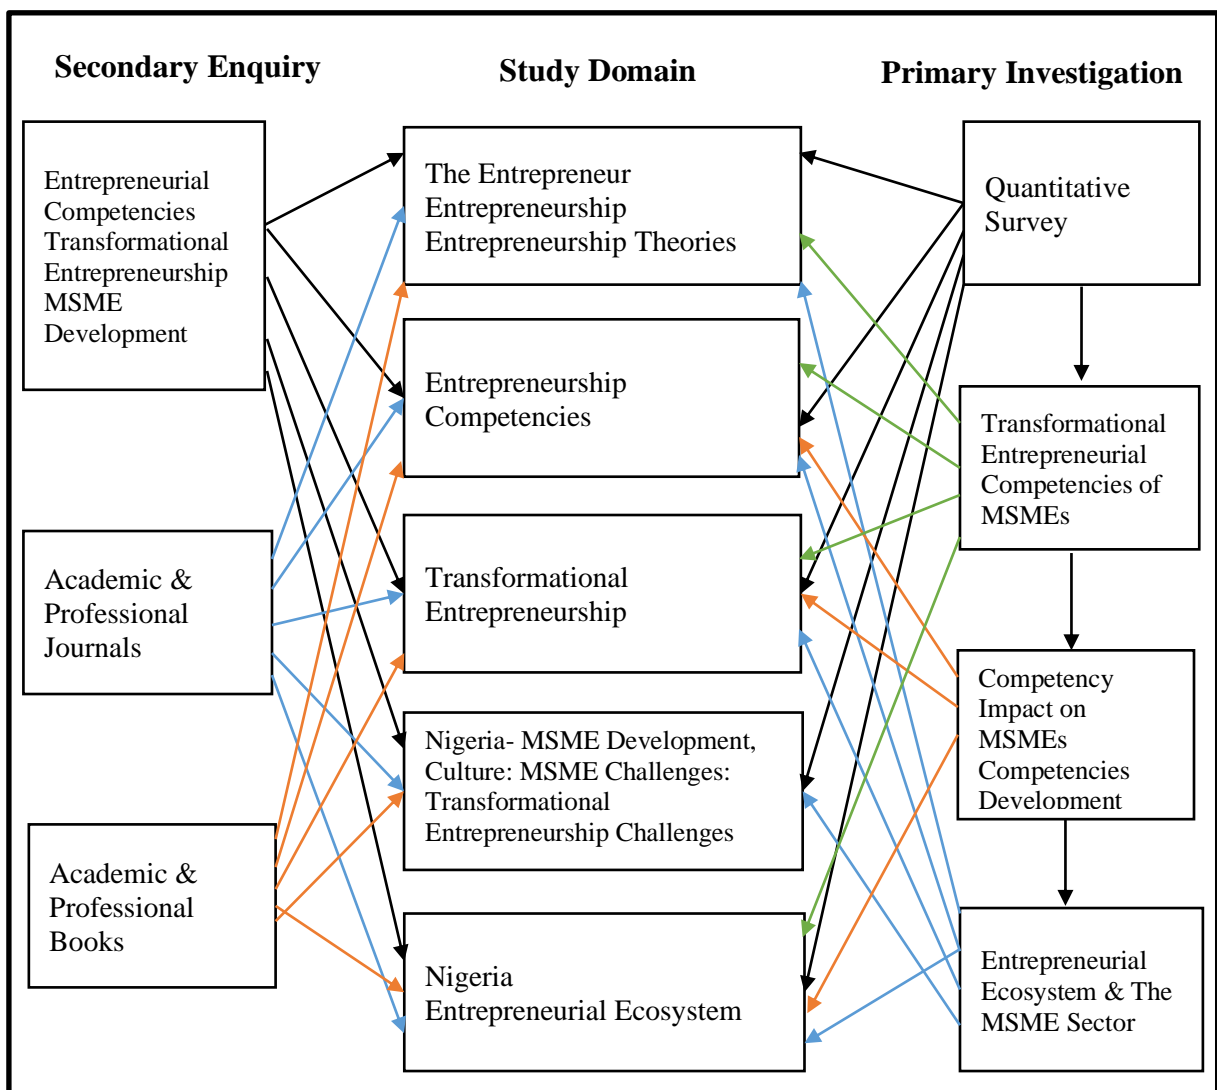 Secondary Enquiry
Study Domain
Primary Investigation
Entrepreneurial
Competencies
Transformational
Entrepreneurship
MSME
Development
Academic &
Professional
Journals
Academic &
Professional
Books
The Entrepreneur
Entrepreneurship
Entrepreneurship Theories
Entrepreneurship
Competencies
Transformational
Entrepreneurship
Nigeria- MSME Development,
Culture: MSME Challenges:
Transformational
Entrepreneurship Challenges
Nigeria
Entrepreneurial Ecosystem
Quantitative
Survey
Transformational
Entrepreneurial
Competencies of
MSMEs
Competency
Impact on
MSMEs
Competencies
Development
Entrepreneurial
Ecosystem & The
MSME Sector